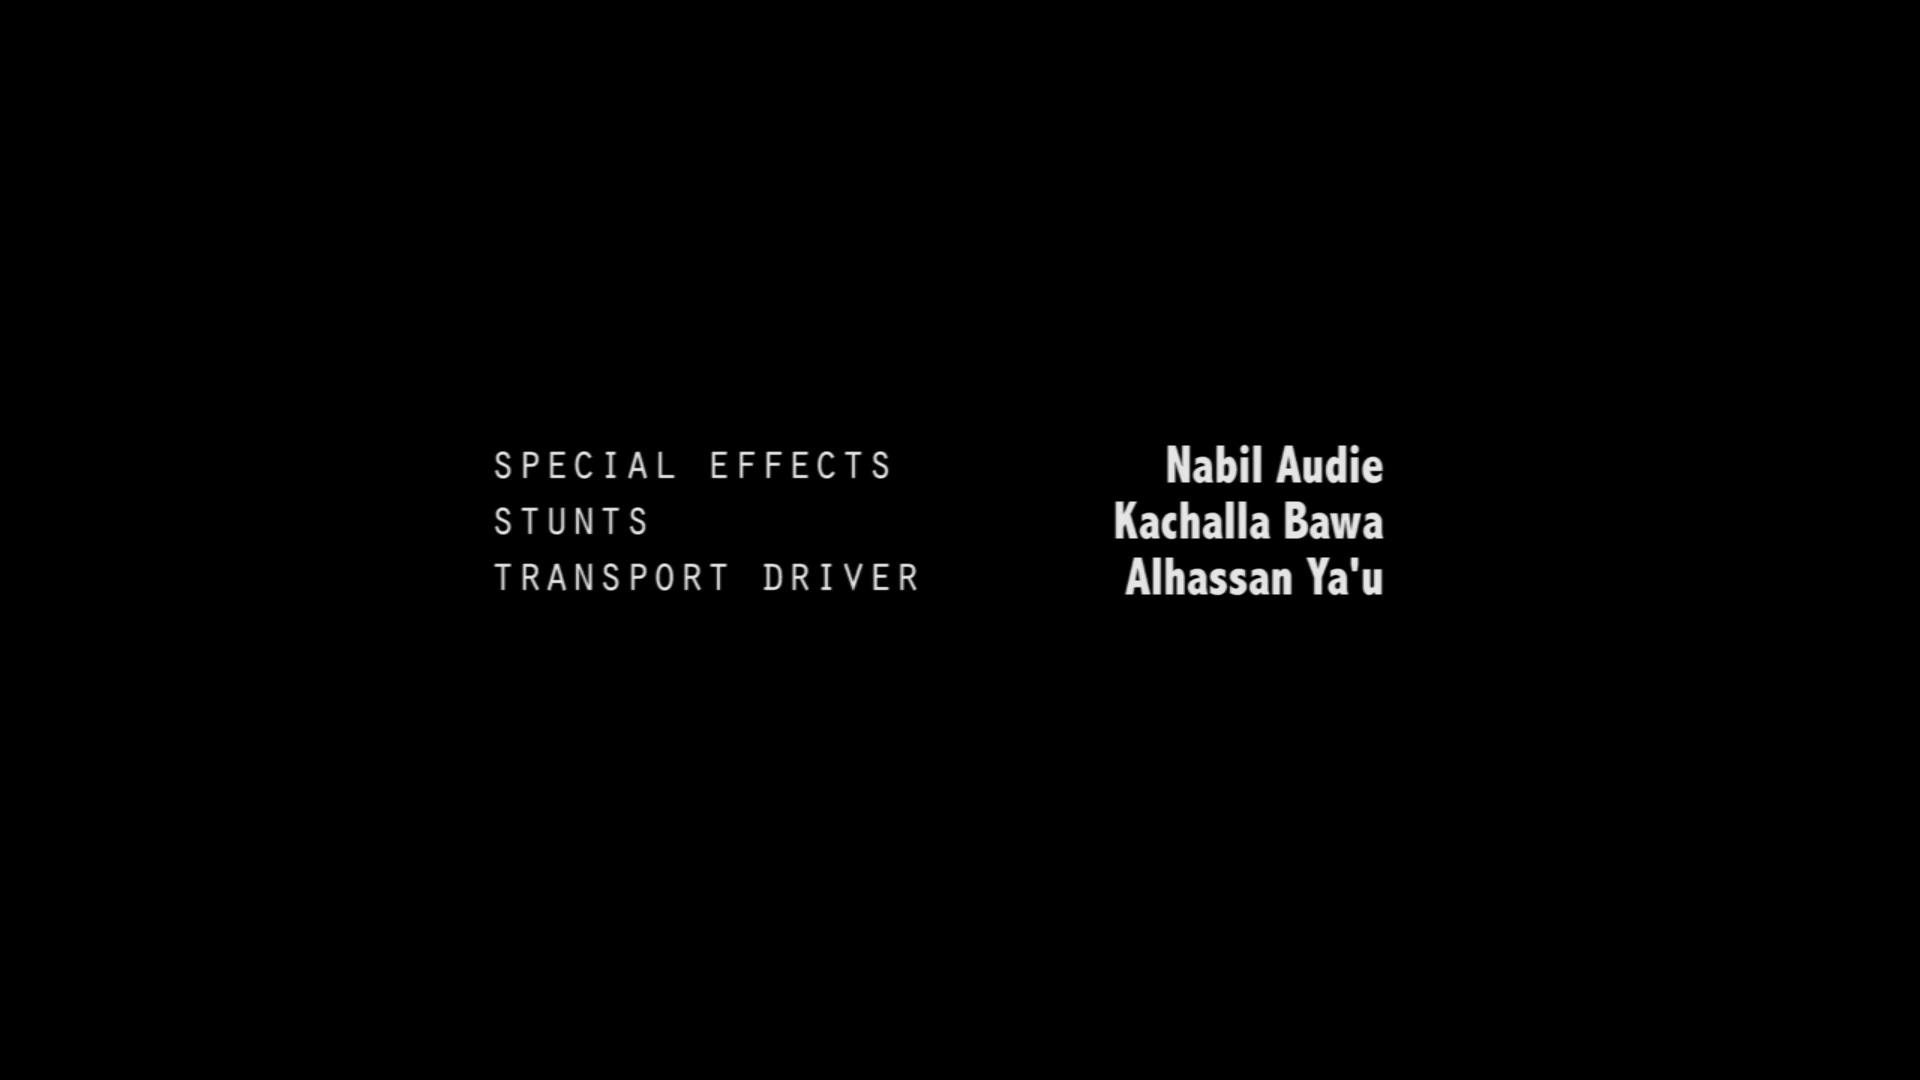 SPECIAL EFFECTS Nabil Audie
STUNTS Kachalla Bawa
TRANSPORT DRIVER Alhassan Ya'u